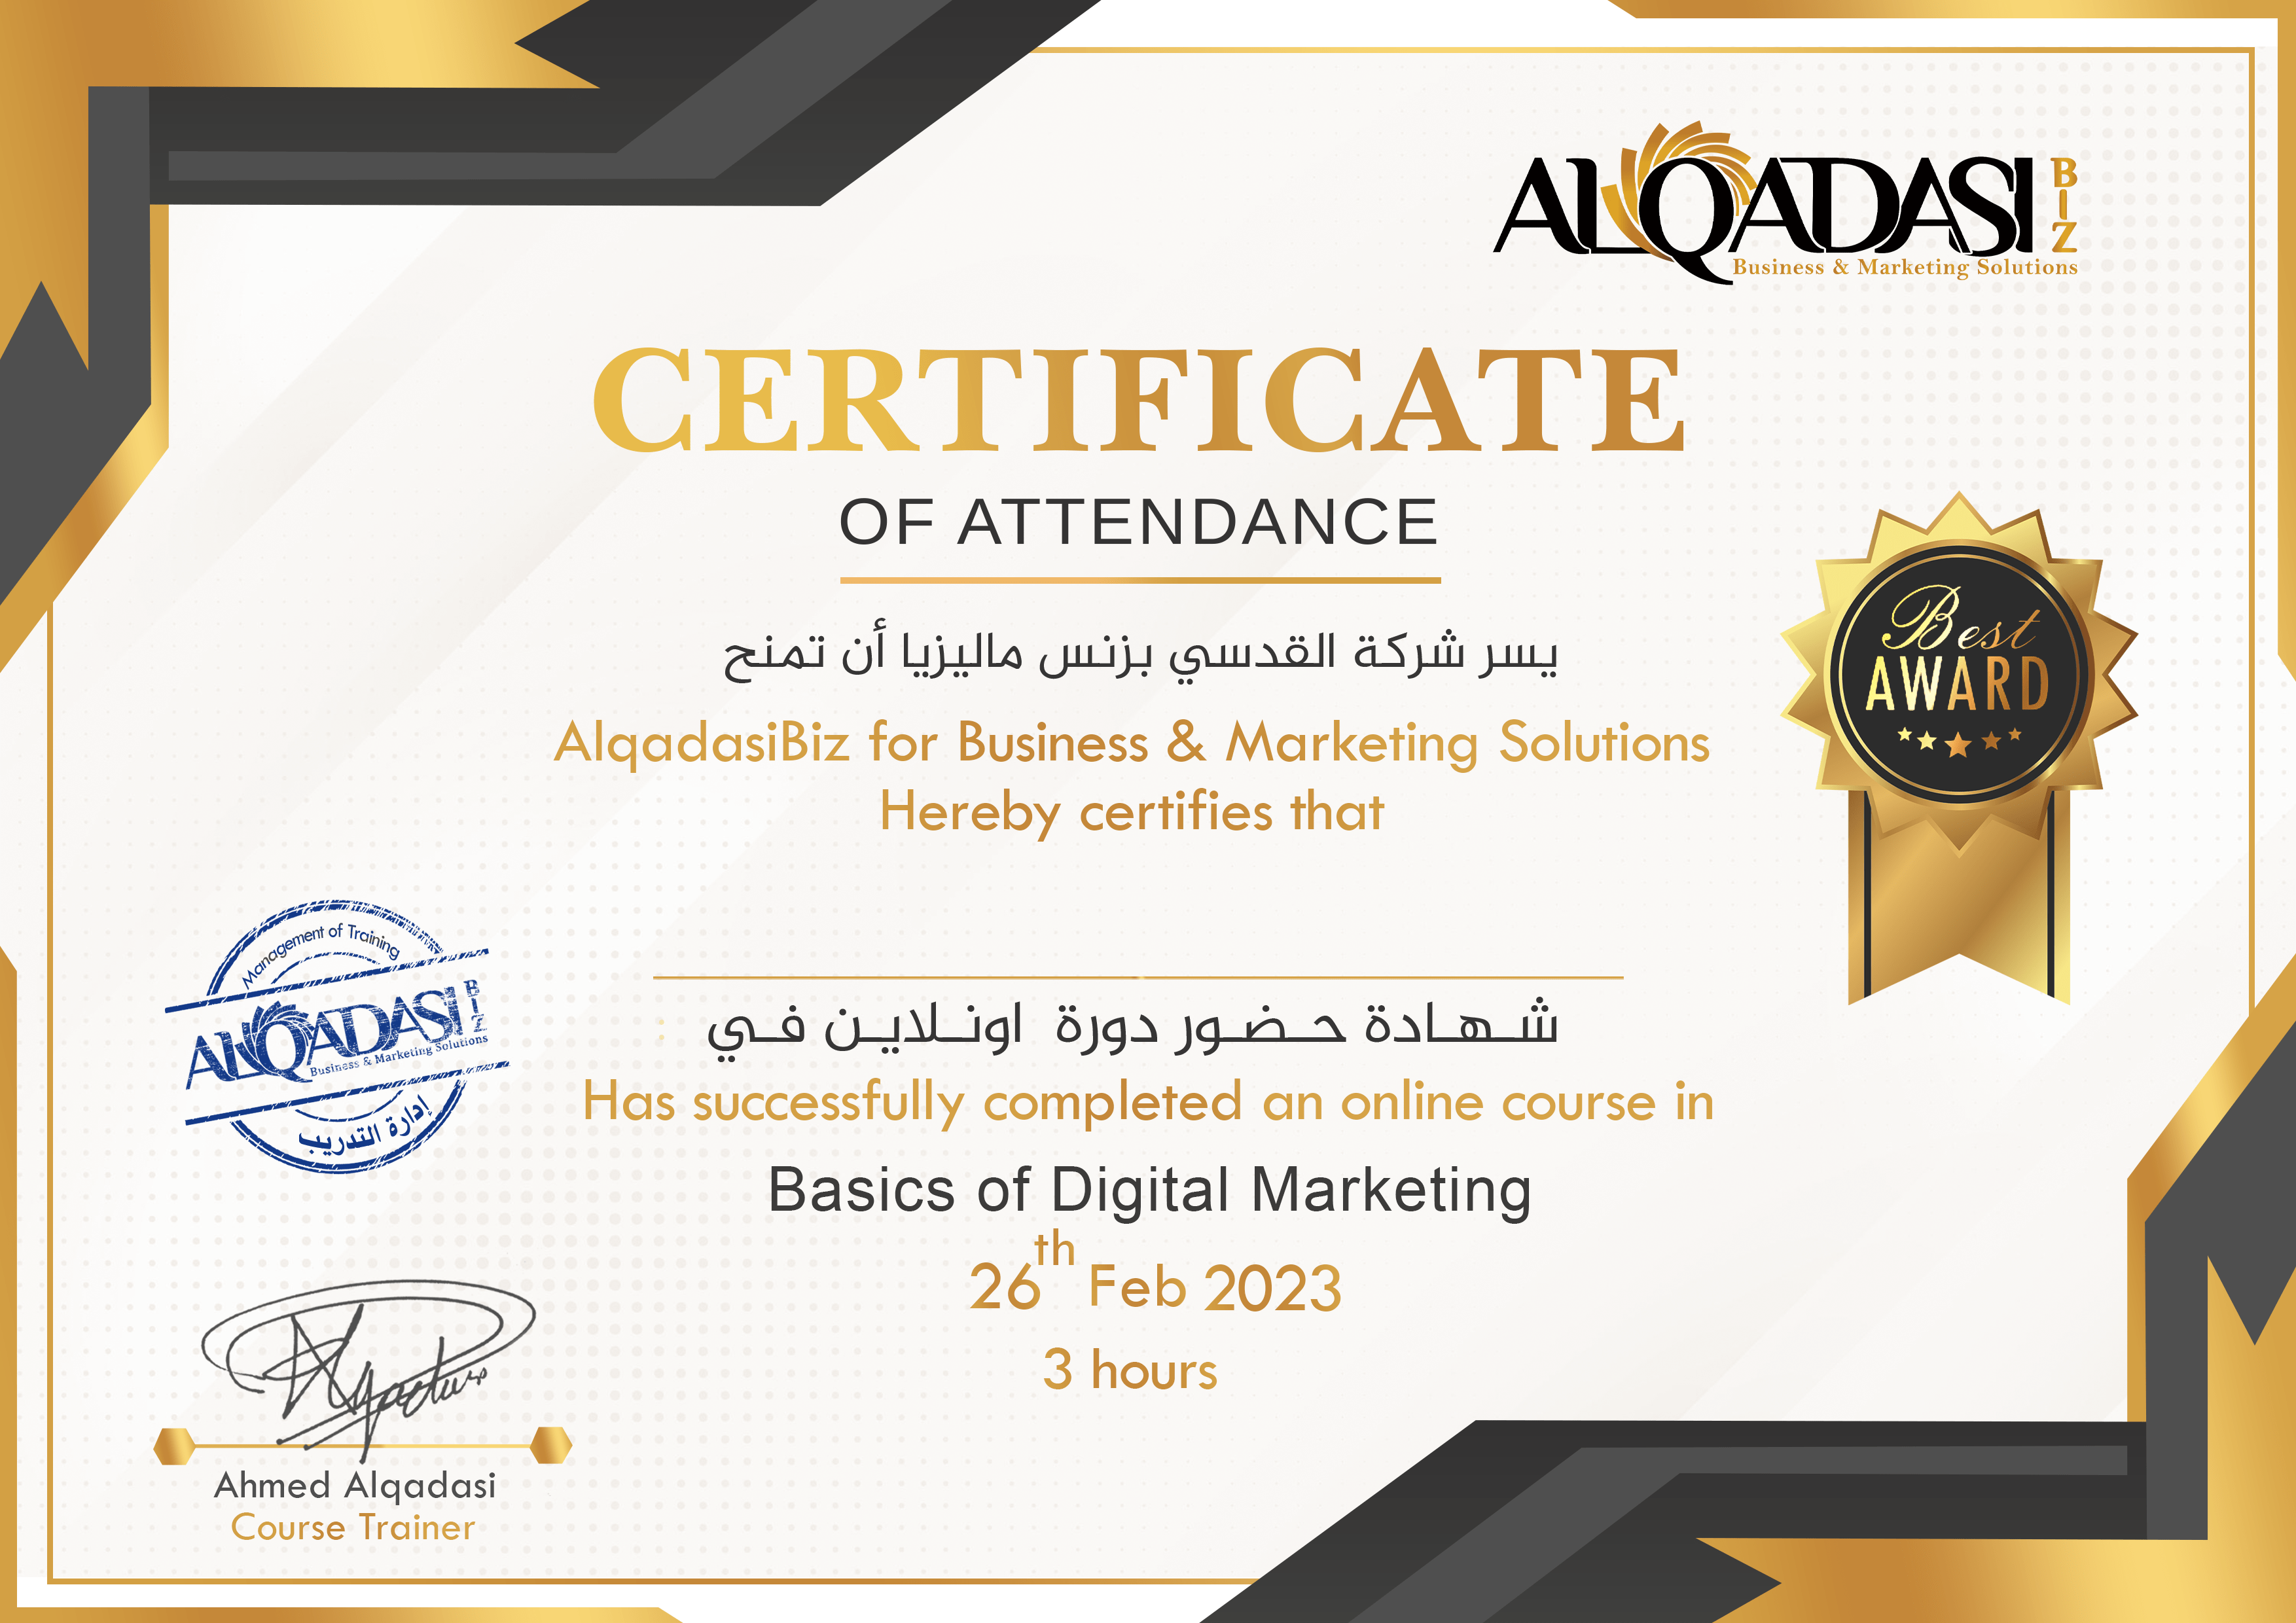 ALQADASI BIZ
Business & Marketing Solutions
CERTIFICATE
OF ATTENDANCE
يسر شركة القدسي بزنس ماليزيا أن تمنح
AlqadasiBiz for Business & Marketing Solutions
Hereby certifies that
Best
AWARD
شـهـادة حـضـور دورة اونـلايـن فـي :
Has successfully completed an online course in
Basics of Digital Marketing
26th Feb 2023
3 hours
Management of Training
ALQADASI BIZ
Business & Marketing Solutions
إدارة التدريب
Ahmed Alqadasi
Course Trainer